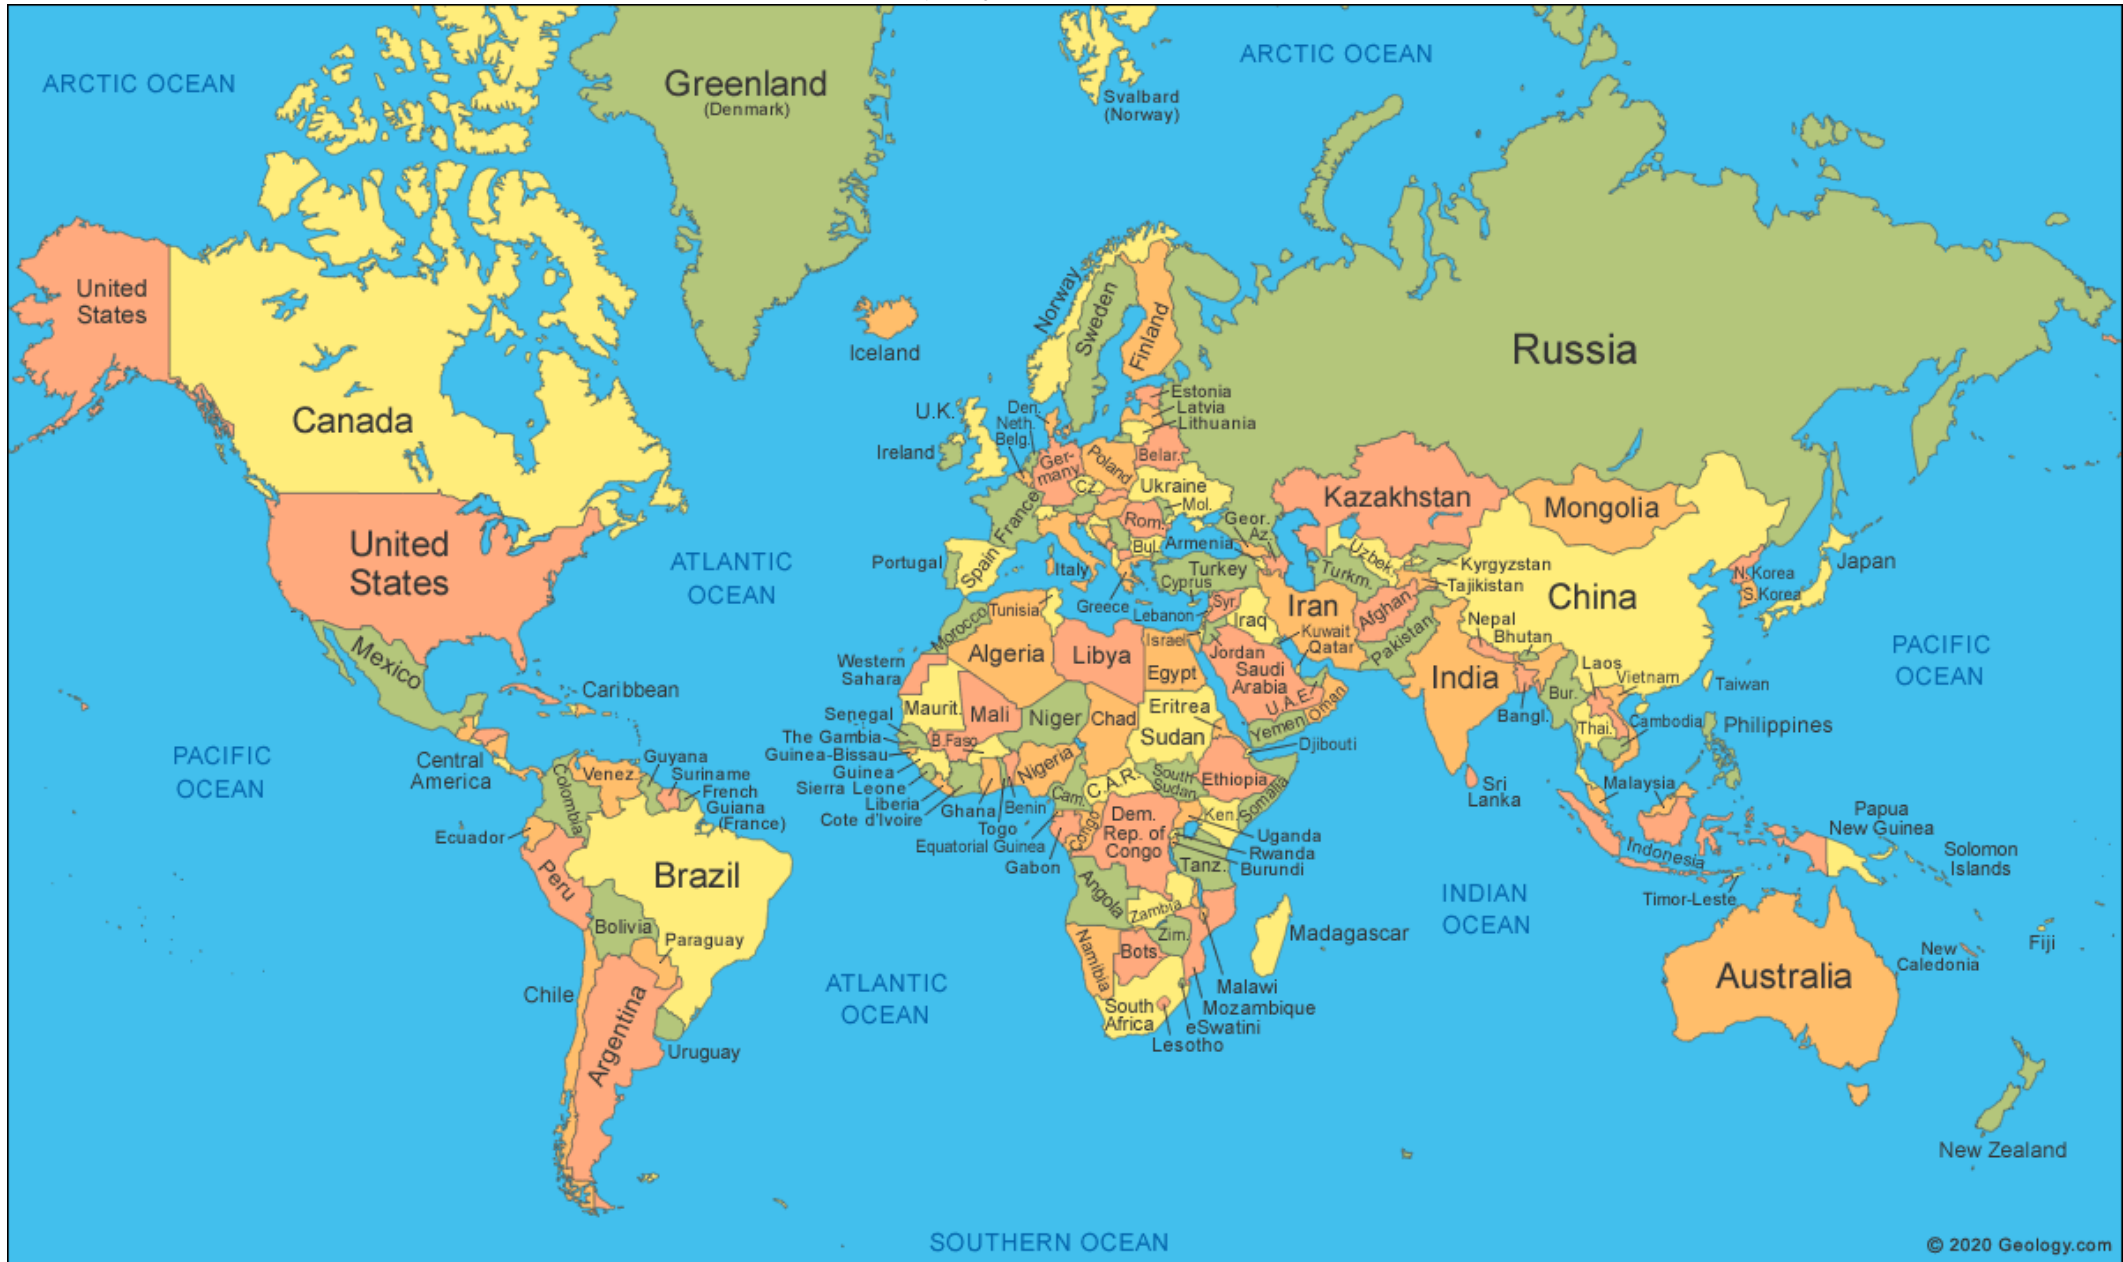 ARCTIC OCEAN
ARCTIC OCEAN
Greenland
(Denmark)
Svalbard
(Norway)
United
States
Canada
Iceland
Norway
Sweden
Finland
Russia
Estonia
Latvia
Lithuania
U.K.
Ireland
Den.
Neth.
Belg.
Ger-
many
Poland
Belar.
Cz.
Ukraine
Mol.
France
Rom.
Bul.
Portugal
Spain
Italy
Greece
Geor.
Az.
Armenia
Turkey
Cyprus
Lebanon
Syr.
Israel
Iraq
Jordan
Kuwait
Qatar
Saudi
Arabia
U.A.E.
Oman
Yemen
Iran
Kazakhstan
Uzbek.
Turkm.
Kyrgyzstan
Tajikistan
Afghan.
Pakistan
Mongolia
China
N.Korea
S.Korea
Japan
Nepal
Bhutan
India
Bangl.
Bur.
Laos
Vietnam
Thai.
Cambodia
Taiwan
Philippines
Sri
Lanka
Malaysia
Indonesia
Timor-Leste
Papua
New Guinea
Solomon
Islands
United
States
Mexico
Caribbean
Central
America
ATLANTIC
OCEAN
PACIFIC
OCEAN
PACIFIC
OCEAN
Morocco
Tunisia
Algeria
Libya
Egypt
Western
Sahara
Maurit.
Mali
Niger
Chad
Eritrea
Sudan
Djibouti
Senegal
The Gambia
Guinea-Bissau
Guinea
Sierra Leone
Liberia
Cote d'Ivoire
B.Faso
Ghana
Togo
Benin
Nigeria
Equatorial Guinea
Gabon
Cam.
C.A.R.
South
Sudan
Ethiopia
Somalia
Congo
Dem.
Rep. of
Congo
Ken.
Uganda
Rwanda
Burundi
Tanz.
Angola
Zambia
Zim.
Namibia
Bots.
South
Africa
Malawi
Mozambique
eSwatini
Lesotho
Madagascar
Colombia
Venez.
Guyana
Suriname
French
Guiana
(France)
Ecuador
Peru
Brazil
Bolivia
Paraguay
Chile
Argentina
Uruguay
ATLANTIC
OCEAN
INDIAN
OCEAN
Australia
New
Caledonia
Fiji
New Zealand
SOUTHERN OCEAN
© 2020 Geology.com